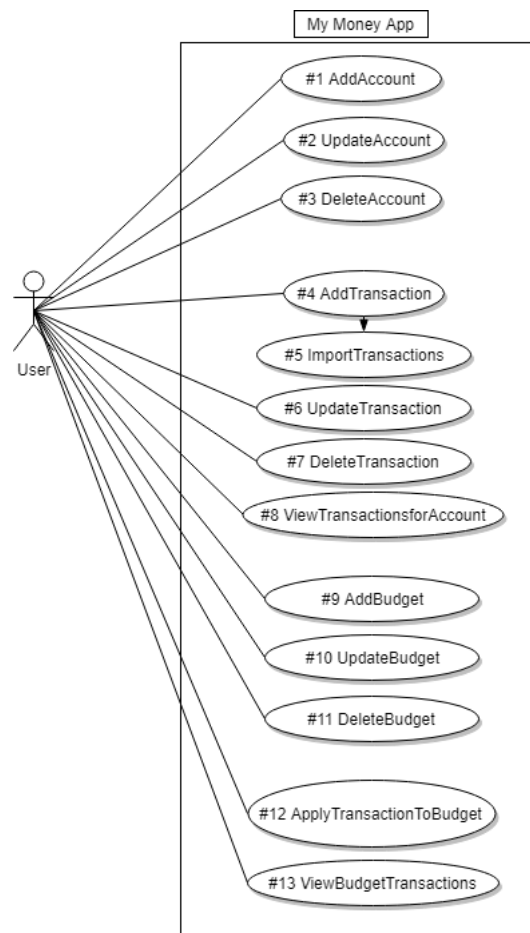 My Money App
#1 AddAccount
#2 UpdateAccount
#3 DeleteAccount
#4 AddTransaction
User
#5 ImportTransactions
#6 UpdateTransaction
#7 DeleteTransaction
#8 ViewTransactionsforAccount
#9 AddBudget
#10 UpdateBudget
#11 DeleteBudget
#12 ApplyTransactionToBudget
#13 ViewBudgetTransactions